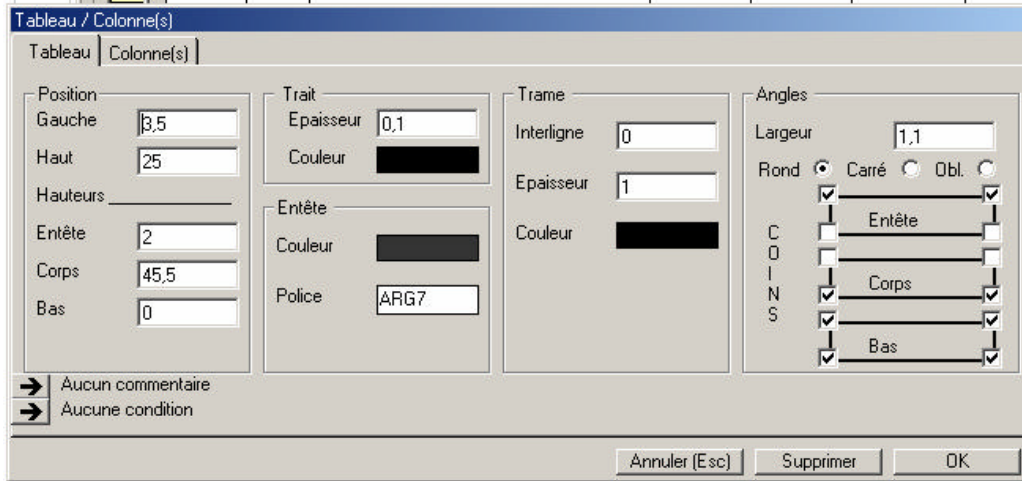 Tableau / Colonne(s)
Tableau Colonne(s)
Position
Gauche 3,5
Haut 25
Hauteurs
Entête 2
Corps 45,5
Bas 0
Trait
Epaisseur 0,1
Couleur
Entête
Couleur
Police ARG7
Trame
Interligne 0
Epaisseur 1
Couleur
Angles
Largeur 1,1
Rond Carré Obl.
COINS
Entête
Corps
Bas
Aucun commentaire
Aucune condition
Annuler (Esc) Supprimer OK